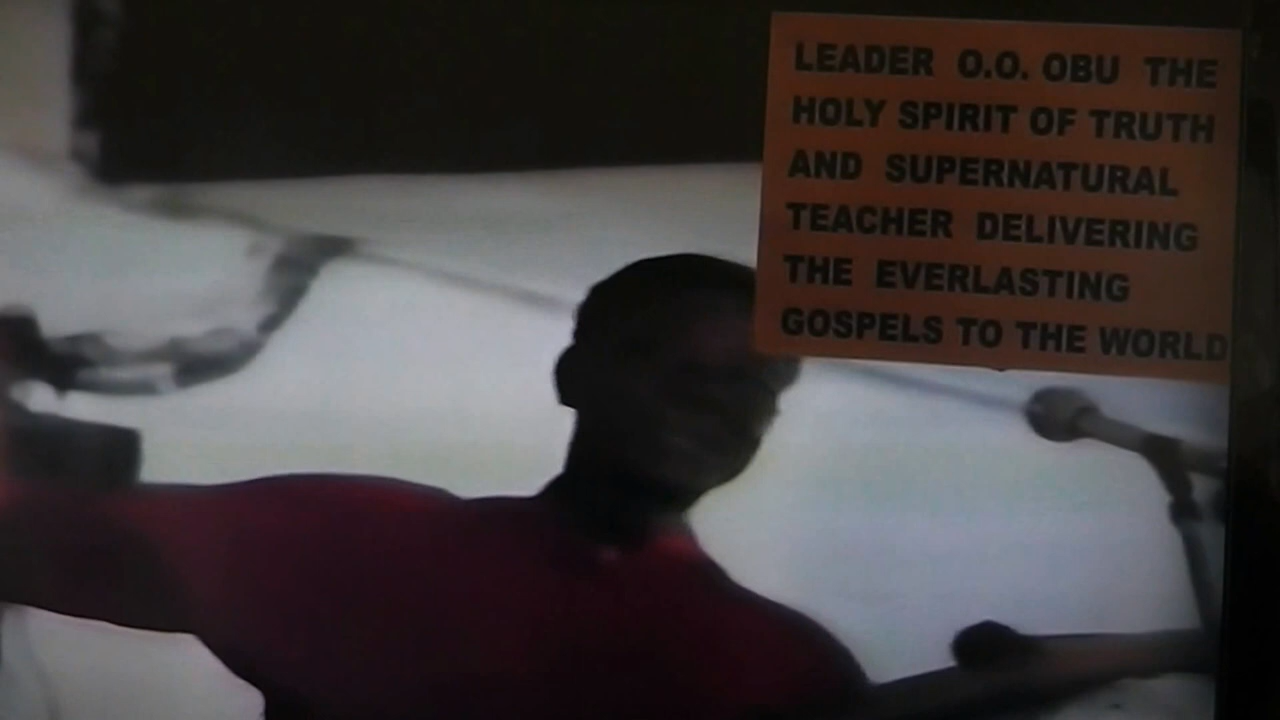 LEADER O.O. OBU THE
HOLY SPIRIT OF TRUTH
AND SUPERNATURAL
TEACHER DELIVERING
THE EVERLASTING
GOSPELS TO THE WORLD